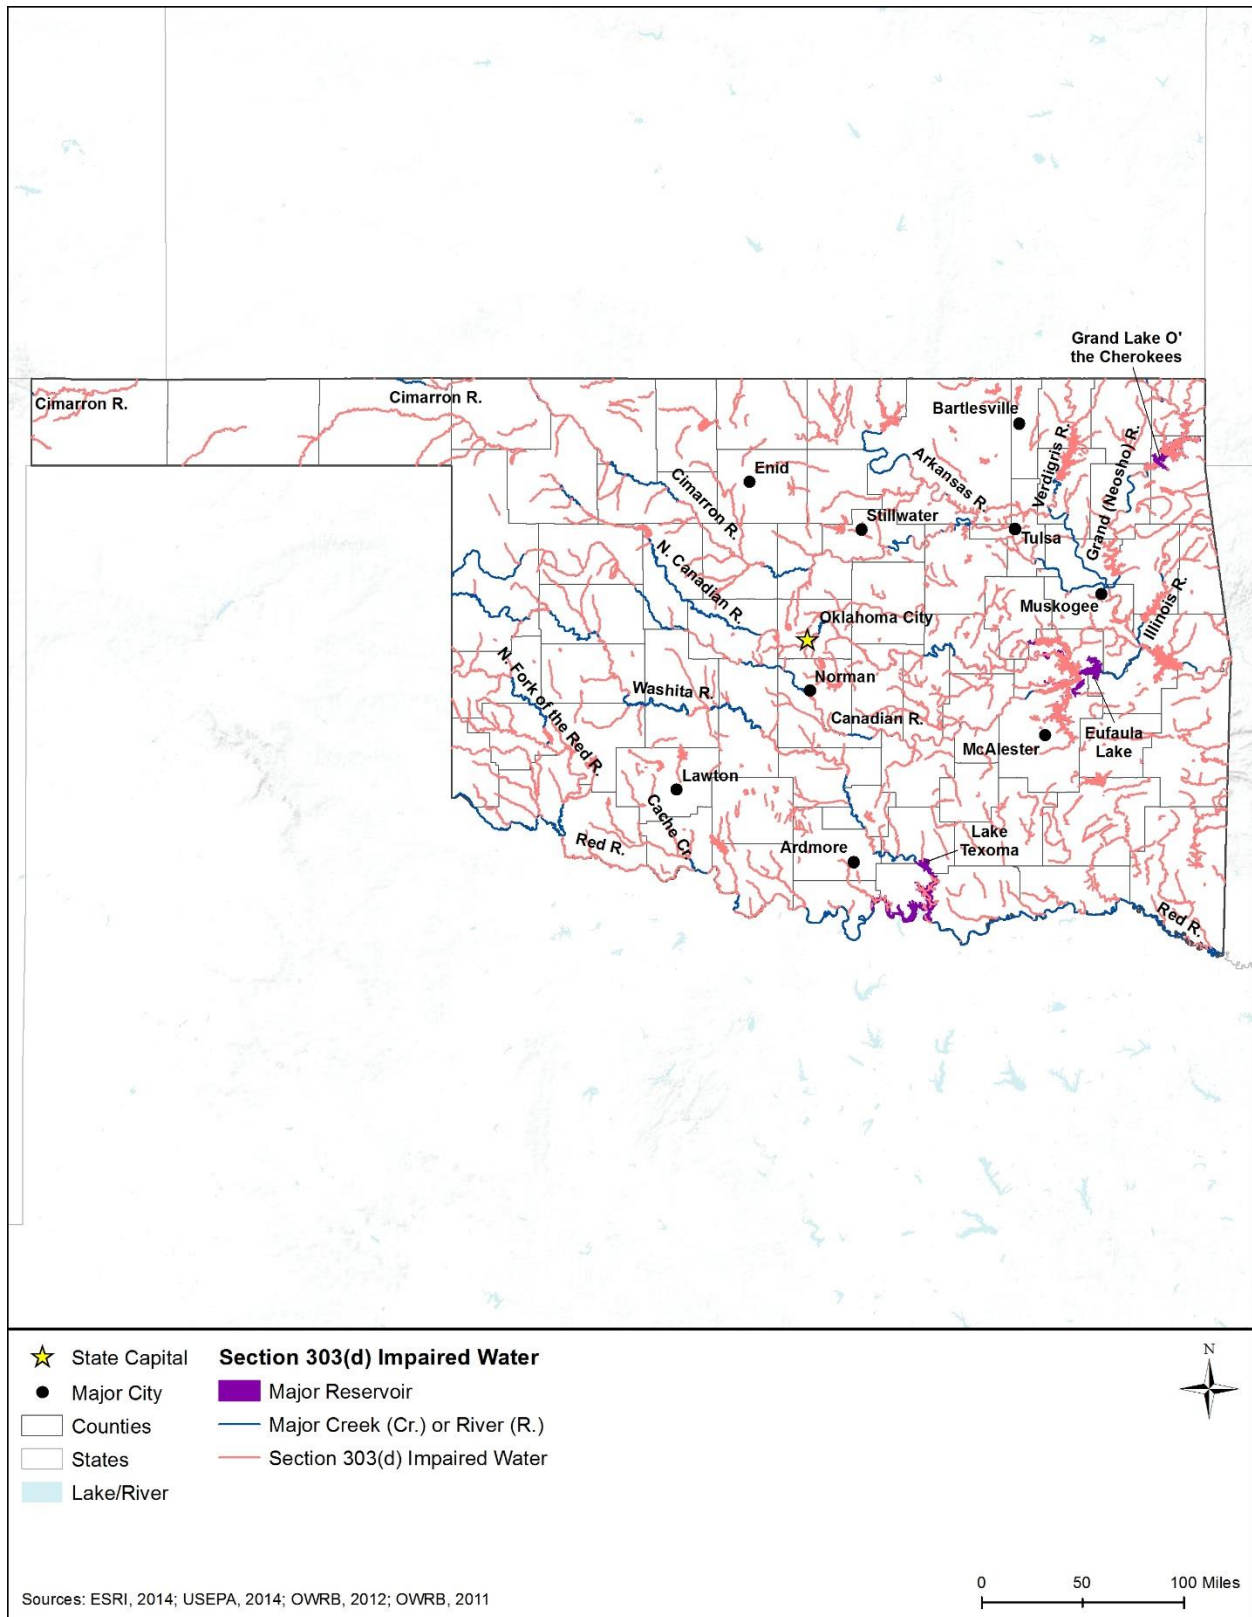 Grand Lake O'
the Cherokees
Cimarron R.
Cimarron R.
Bartlesville
Verdigris R.
Grand (Neosho) R.
Enid
Cimarron R.
Arkansas R.
Stillwater
Tulsa
N. Canadian R.
Muskogee
Illinois R.
Oklahoma City
N. Fork of the Red R.
Washita R.
Norman
Canadian R.
McAlester
Eufaula
Lake
Lawton
Cache Cr.
Red R.
Ardmore
Lake
Texoma
Red R.
State Capital
Major City
Counties
States
Lake/River
Section 303(d) Impaired Water
Major Reservoir
Major Creek (Cr.) or River (R.)
Section 303(d) Impaired Water
N
Sources: ESRI, 2014; USEPA, 2014; OWRB, 2012; OWRB, 2011
0 50 100 Miles